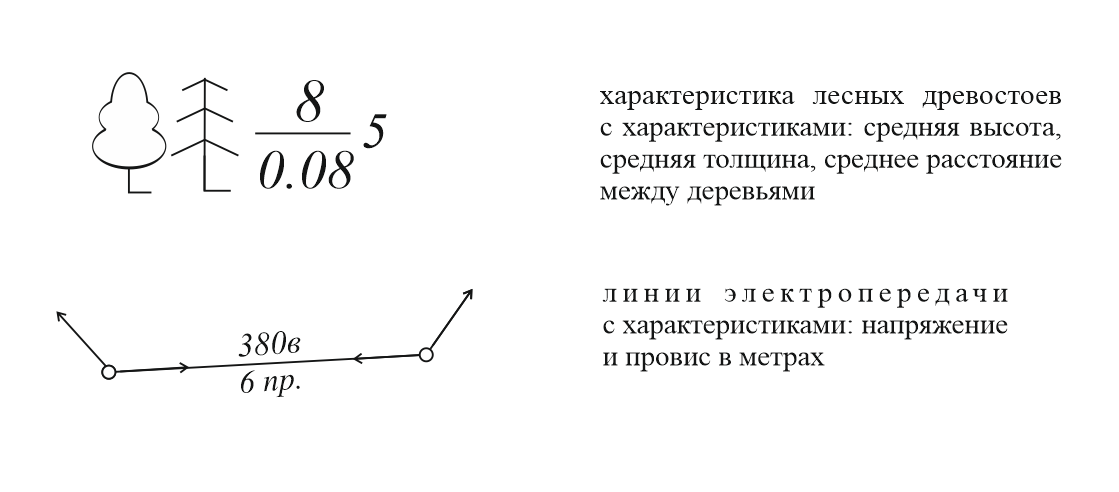 8
0.08
5
характеристика лесных древостоев
с характеристиками: средняя высота,
средняя толщина, среднее расстояние
между деревьями
380в
6 пр.
линии электропередачи
с характеристиками: напряжение
и провис в метрах